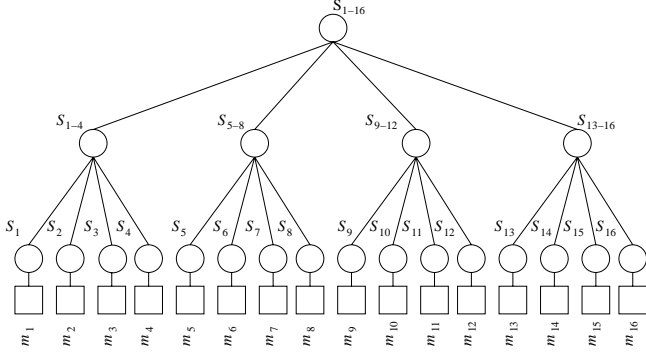 S1–16
S1–4 S5–8 S9–12 S13–16
S1 S2 S3 S4 S5 S6 S7 S8 S9 S10 S11 S12 S13 S14 S15 S16
m1 m2 m3 m4 m5 m6 m7 m8 m9 m10 m11 m12 m13 m14 m15 m16